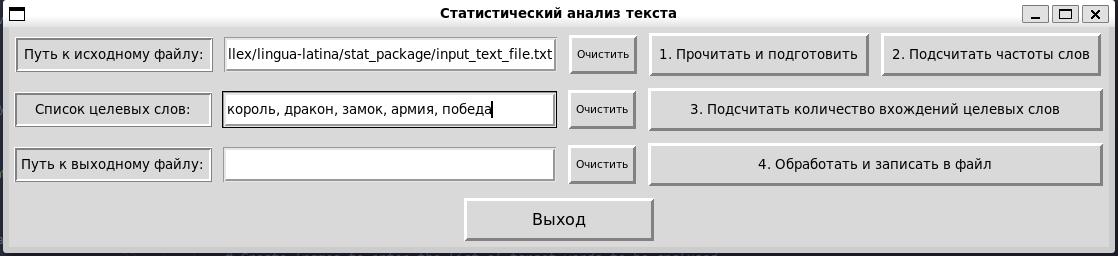 Статистический анализ текста
Путь к исходному файлу: llex/lingua-latina/stat_package/input_text_file.txt Очистить 1. Прочитать и подготовить 2. Подсчитать частоты слов
Список целевых слов: король, дракон, замок, армия, победа Очистить 3. Подсчитать количество вхождений целевых слов
Путь к выходному файлу: Очистить 4. Обработать и записать в файл
Выход